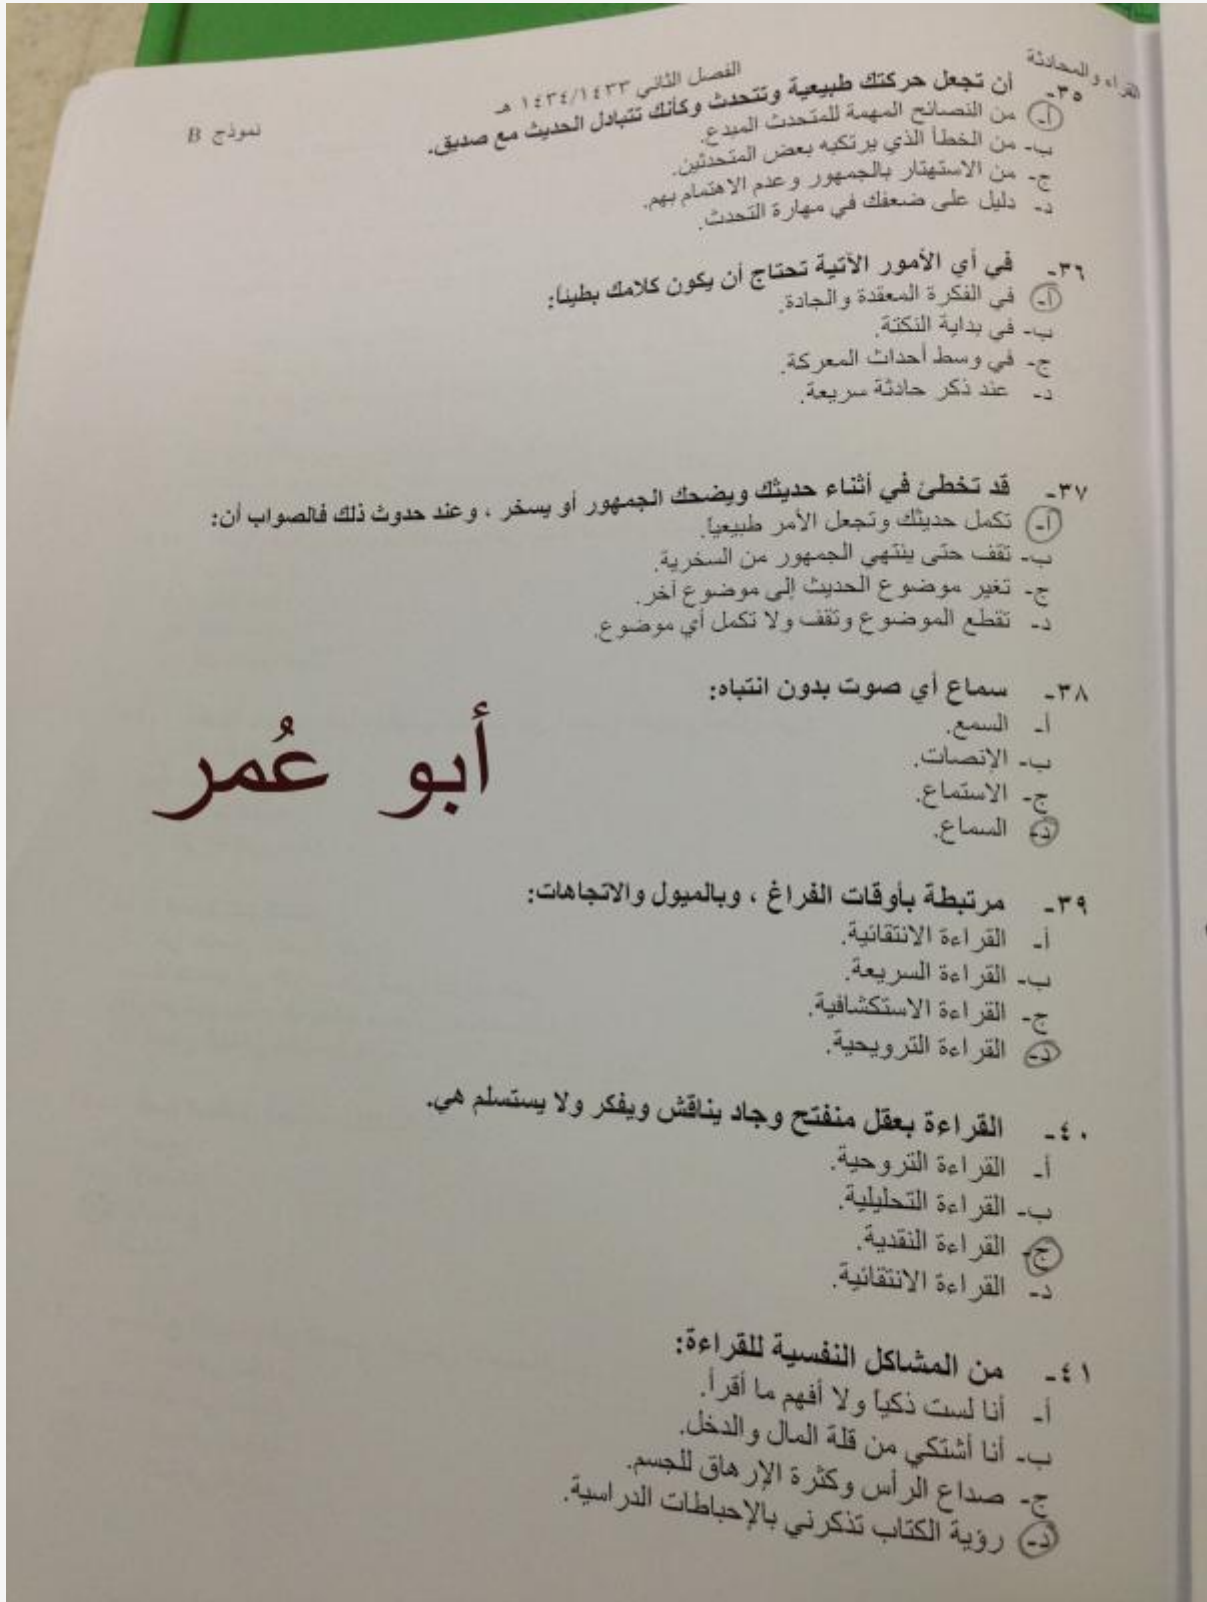 القراءة والمحادثة
الفصل الثاني ١٤٣٤/١٤٣٣ هـ
نموذج B
٣٥- أن تجعل حركتك طبيعية وتتحدث وكأنك تتبادل الحديث مع صديق.
أ- من النصائح المهمة للمتحدث المبدع.
ب- من الخطأ الذي يرتكبه بعض المتحدثين.
ج- من الاستهتار بالجمهور وعدم الاهتمام بهم.
د- دليل على ضعفك في مهارة التحدث.
٣٦- في أي الأمور الآتية تحتاج أن يكون كلامك بطيئا:
أ- في الفكرة المعقدة والجادة.
ب- في بداية النكتة.
ج- في وسط أحداث المعركة.
د- عند ذكر حادثة سريعة.
٣٧- قد تخطئ في أثناء حديثك ويضحك الجمهور أو يسخر ، وعند حدوث ذلك فالصواب أن:
أ- تكمل حديثك وتجعل الأمر طبيعياً.
ب- تقف حتى ينتهي الجمهور من السخرية.
ج- تغير موضوع الحديث إلى موضوع آخر.
د- تقطع الموضوع وتقف ولا تكمل أي موضوع.
٣٨- سماع أي صوت بدون انتباه:
أ- السمع.
ب- الإنصات.
ج- الاستماع.
د- السماع.
أبو عُمر
٣٩- مرتبطة بأوقات الفراغ ، وبالميول والاتجاهات:
أ- القراءة الانتقائية.
ب- القراءة السريعة.
ج- القراءة الاستكشافية.
د- القراءة الترويحية.
٤٠- القراءة بعقل منفتح وجاد يناقش ويفكر ولا يستسلم هي.
أ- القراءة التروحية.
ب- القراءة التحليلية.
ج- القراءة النقدية.
د- القراءة الانتقائية.
٤١- من المشاكل النفسية للقراءة:
أ- أنا لست ذكياً ولا أفهم ما أقرأ.
ب- أنا أشتكي من قلة المال والدخل.
ج- صداع الرأس وكثرة الإرهاق للجسم.
د- رؤية الكتاب تذكرني بالإحباطات الدراسية.